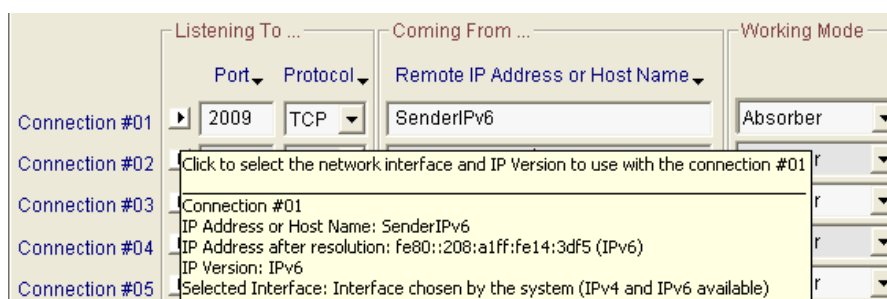 Listening To ... Coming From ... Working Mode
Port Protocol Remote IP Address or Host Name
Connection #01 2009 TCP SenderIPv6 Absorber
Connection #02 Click to select the network interface and IP Version to use with the connection #01 r
Connection #03 Connection #01 r
IP Address or Host Name: SenderIPv6
Connection #04 IP Address after resolution: fe80::208:a1ff:fe14:3df5 (IPv6) r
IP Version: IPv6
Connection #05 Selected Interface: Interface chosen by the system (IPv4 and IPv6 available) r